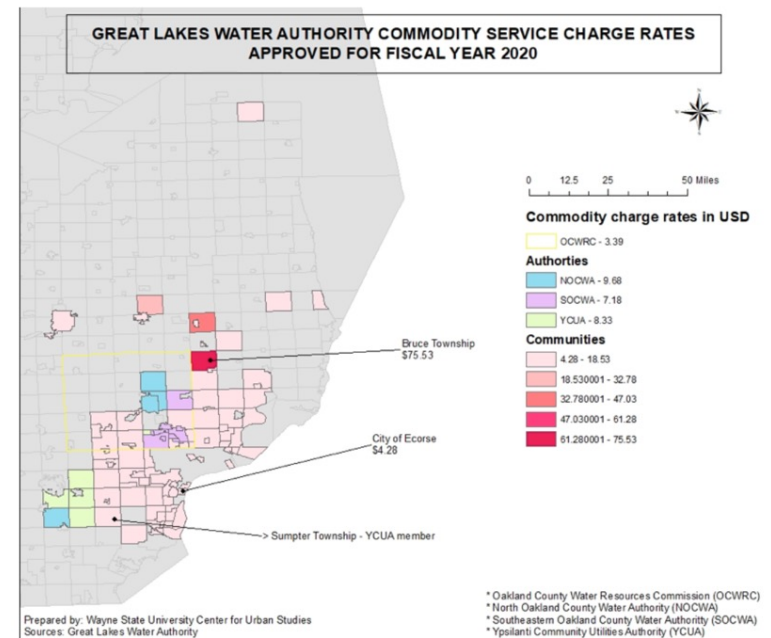 GREAT LAKES WATER AUTHORITY COMMODITY SERVICE CHARGE RATES
APPROVED FOR FISCAL YEAR 2020
0 12.5 25 50 Miles
Commodity charge rates in USD
OCWRC - 3.39
Authorties
NOCWA - 9.68
SOCWA - 7.18
YCUA - 8.33
Communities
4.28 - 18.53
18.530001 - 32.78
32.780001 - 47.03
47.030001 - 61.28
61.280001 - 75.53
Bruce Township
$75.53
City of Ecorse
$4.28
> Sumpter Township - YCUA member
* Oakland County Water Resources Commission (OCWRC)
* North Oakland County Water Authority (NOCWA)
* Southeastern Oakland County Water Authoritty (SOCWA)
* Ypsilanti Community Utilities Authority (YCUA)
Prepared by: Wayne State University Center for Urban Studies
Sources: Great Lakes Water Authority